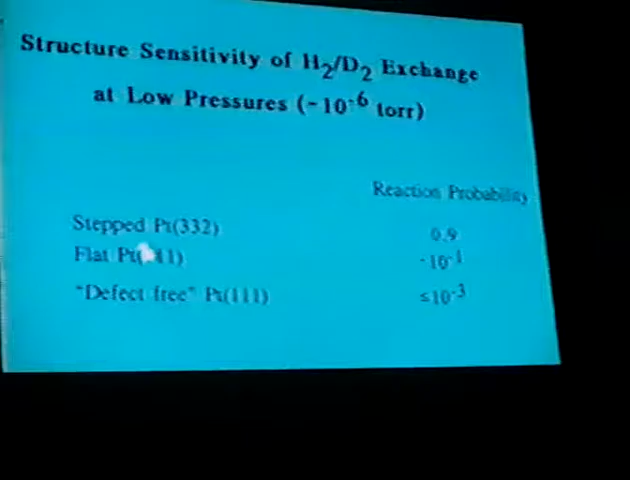 Structure Sensitivity of H₂/D₂ Exchange
at Low Pressures (~10⁻⁶ torr)
Reaction Probability
Stepped Pt(332) 0.9
Flat Pt(111) ~10⁻¹
"Defect free" Pt(111) ≤10⁻³